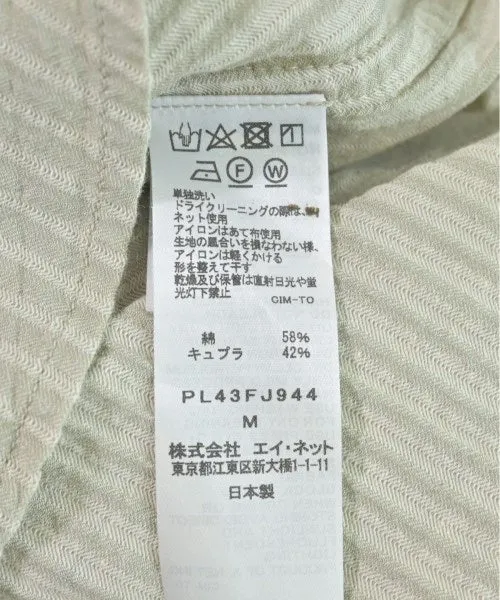 F W
単独洗い
ドライクリーニングの際は、
ネット使用
アイロンはあて布使用
生地の風合いを損なわない様、
アイロンは軽くかける
形を整えて干す
乾燥及び保管は直射日光や蛍
光灯下禁止 GIM-TO
綿 58%
キュプラ 42%
PL43FJ944
M
株式会社 エイ・ネット
東京都江東区新大橋1-1-11
日本製